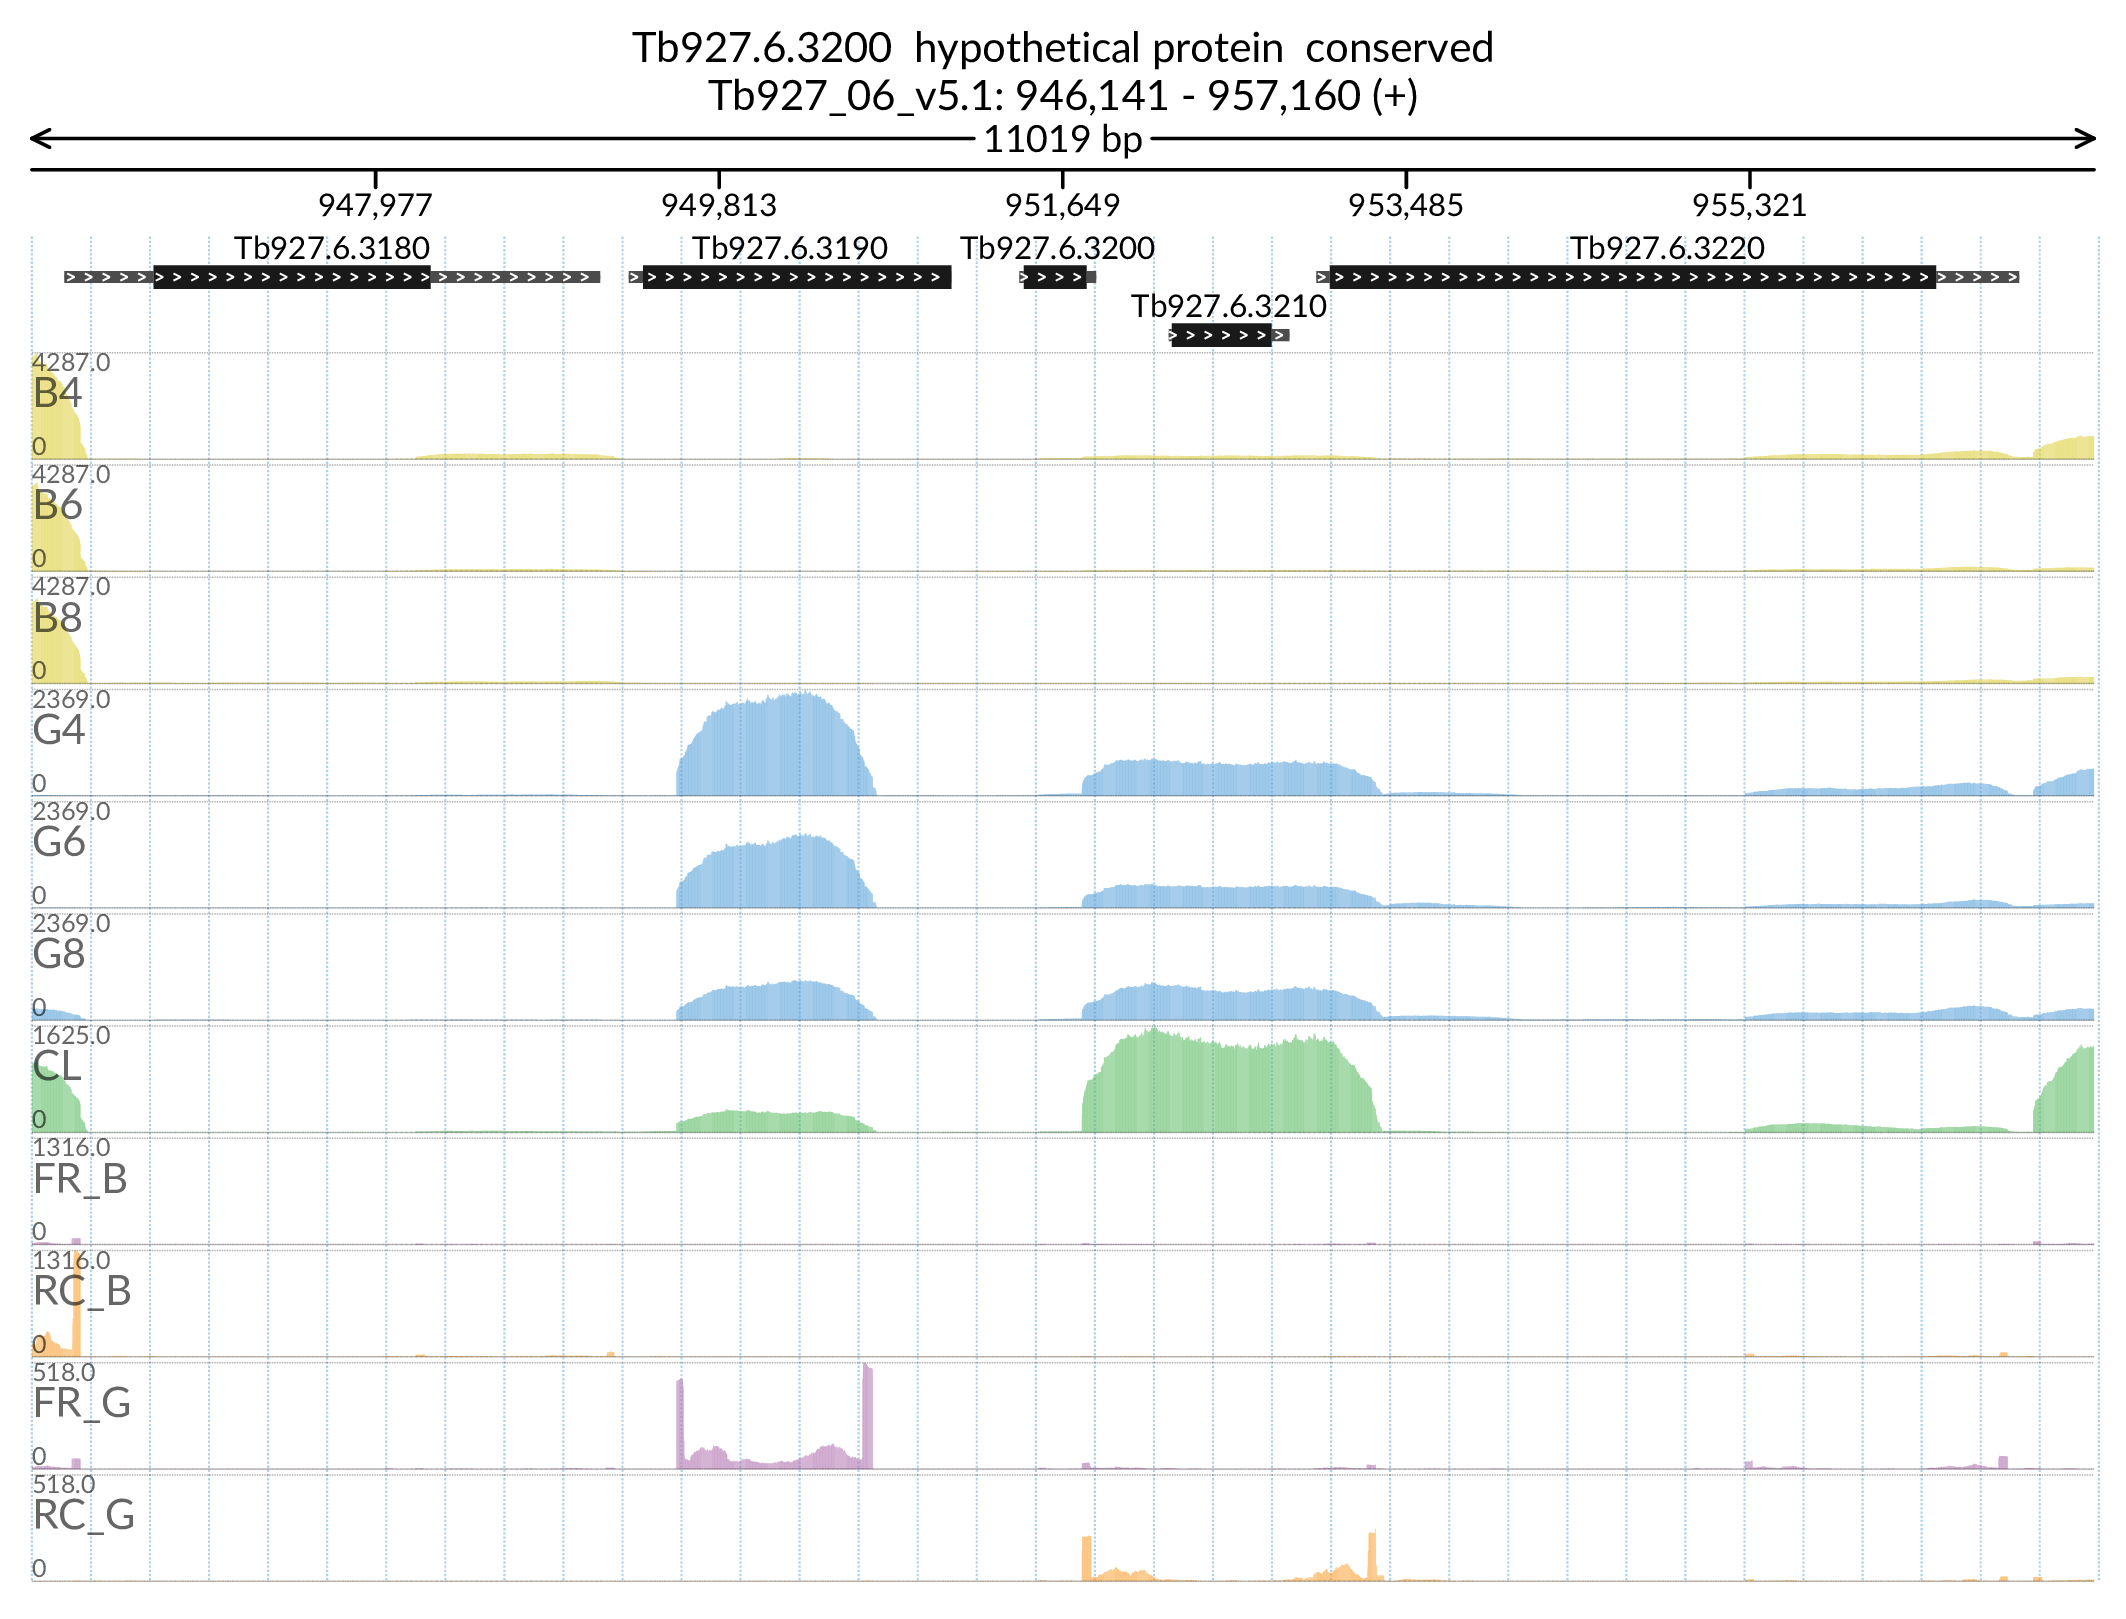 Tb927.6.3200  hypothetical protein  conserved
Tb927_06_v5.1: 946,141 - 957,160 (+)
11019 bp
947,977 949,813 951,649 953,485 955,321
Tb927.6.3180 Tb927.6.3190 Tb927.6.3200 Tb927.6.3220
Tb927.6.3210
4287.0
B4
0
4287.0
B6
0
4287.0
B8
0
2369.0
G4
0
2369.0
G6
0
2369.0
G8
0
1625.0
CL
0
1316.0
FR_B
0
1316.0
RC_B
0
518.0
FR_G
0
518.0
RC_G
0